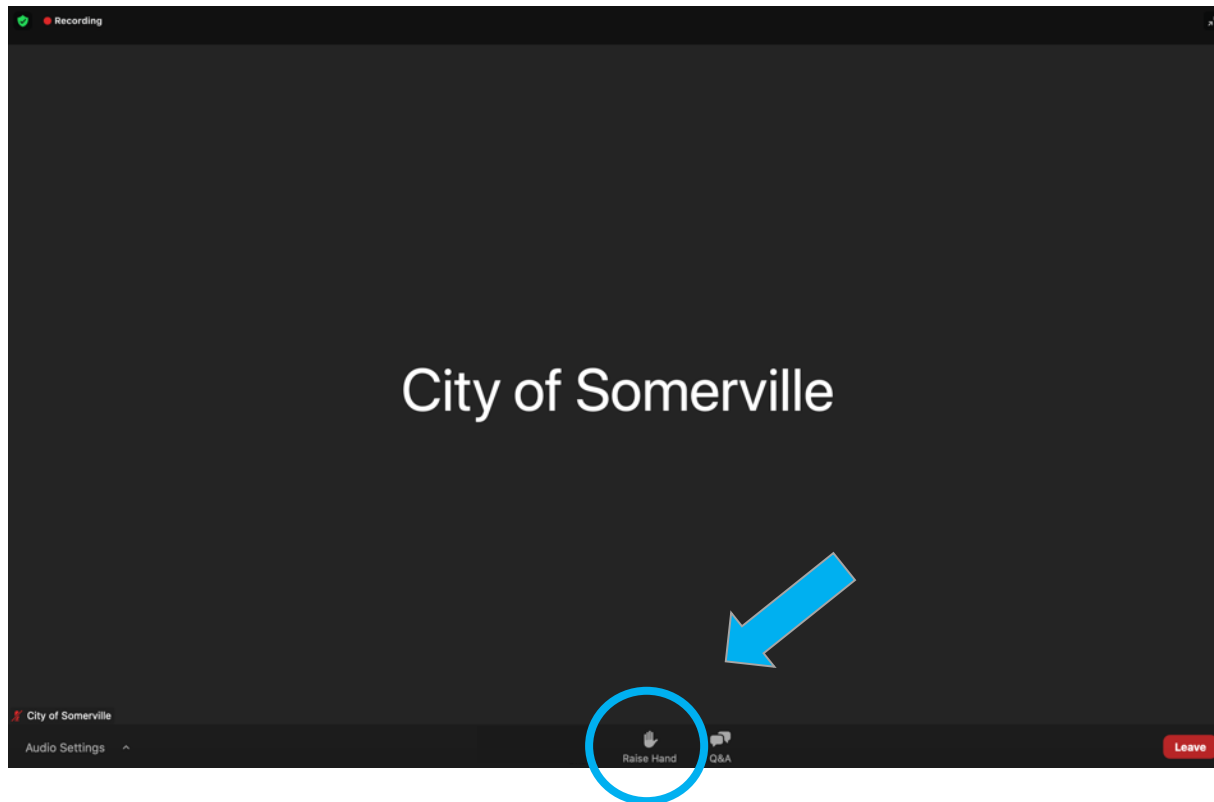 Recording
City of Somerville
City of Somerville
Audio Settings
Raise Hand
Q&A
Leave